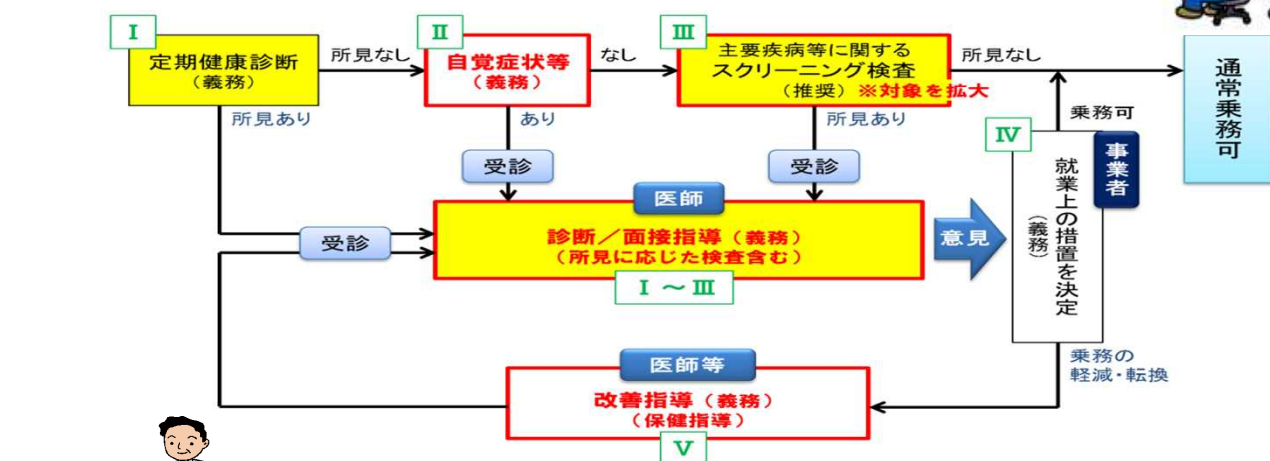 Ⅰ
定期健康診断
（義務）
所見なし
Ⅱ
自覚症状等
（義務）
なし
Ⅲ
主要疾病等に関する
スクリーニング検査
（推奨）※対象を拡大
所見なし
通常乗務可
所見あり
あり
所見あり
乗務可
受診
受診
Ⅳ
事業者
就業上の措置を決定
（義務）
医師
診断／面接指導（義務）
（所見に応じた検査含む）
Ⅰ～Ⅲ
受診
意見
乗務の
軽減・転換
医師等
改善指導（義務）
（保健指導）
Ⅴ